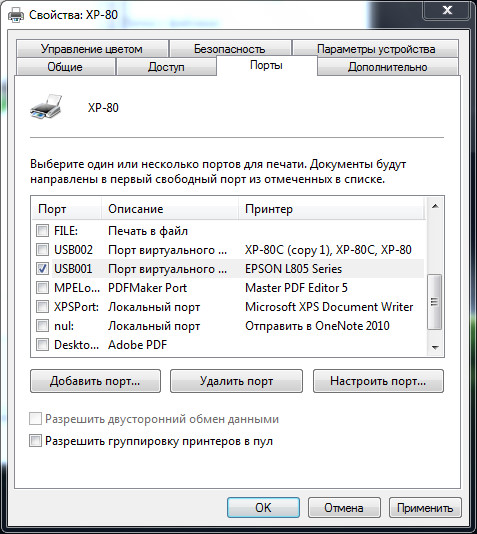 Свойства: XP-80
Управление цветом Безопасность Параметры устройства
Общие Доступ Порты Дополнительно
XP-80
Выберите один или несколько портов для печати. Документы будут
направлены в первый свободный порт из отмеченных в списке.
Порт Описание Принтер
FILE: Печать в файл
USB002 Порт виртуального ... XP-80C (copy 1), XP-80C, XP-80
USB001 Порт виртуального ... EPSON L805 Series
MPELo... PDFMaker Port Master PDF Editor 5
XPSPort: Локальный порт Microsoft XPS Document Writer
nul: Локальный порт Отправить в OneNote 2010
Deskto... Adobe PDF
Добавить порт... Удалить порт Настроить порт...
Разрешить двусторонний обмен данными
Разрешить группировку принтеров в пул
OK Отмена Применить